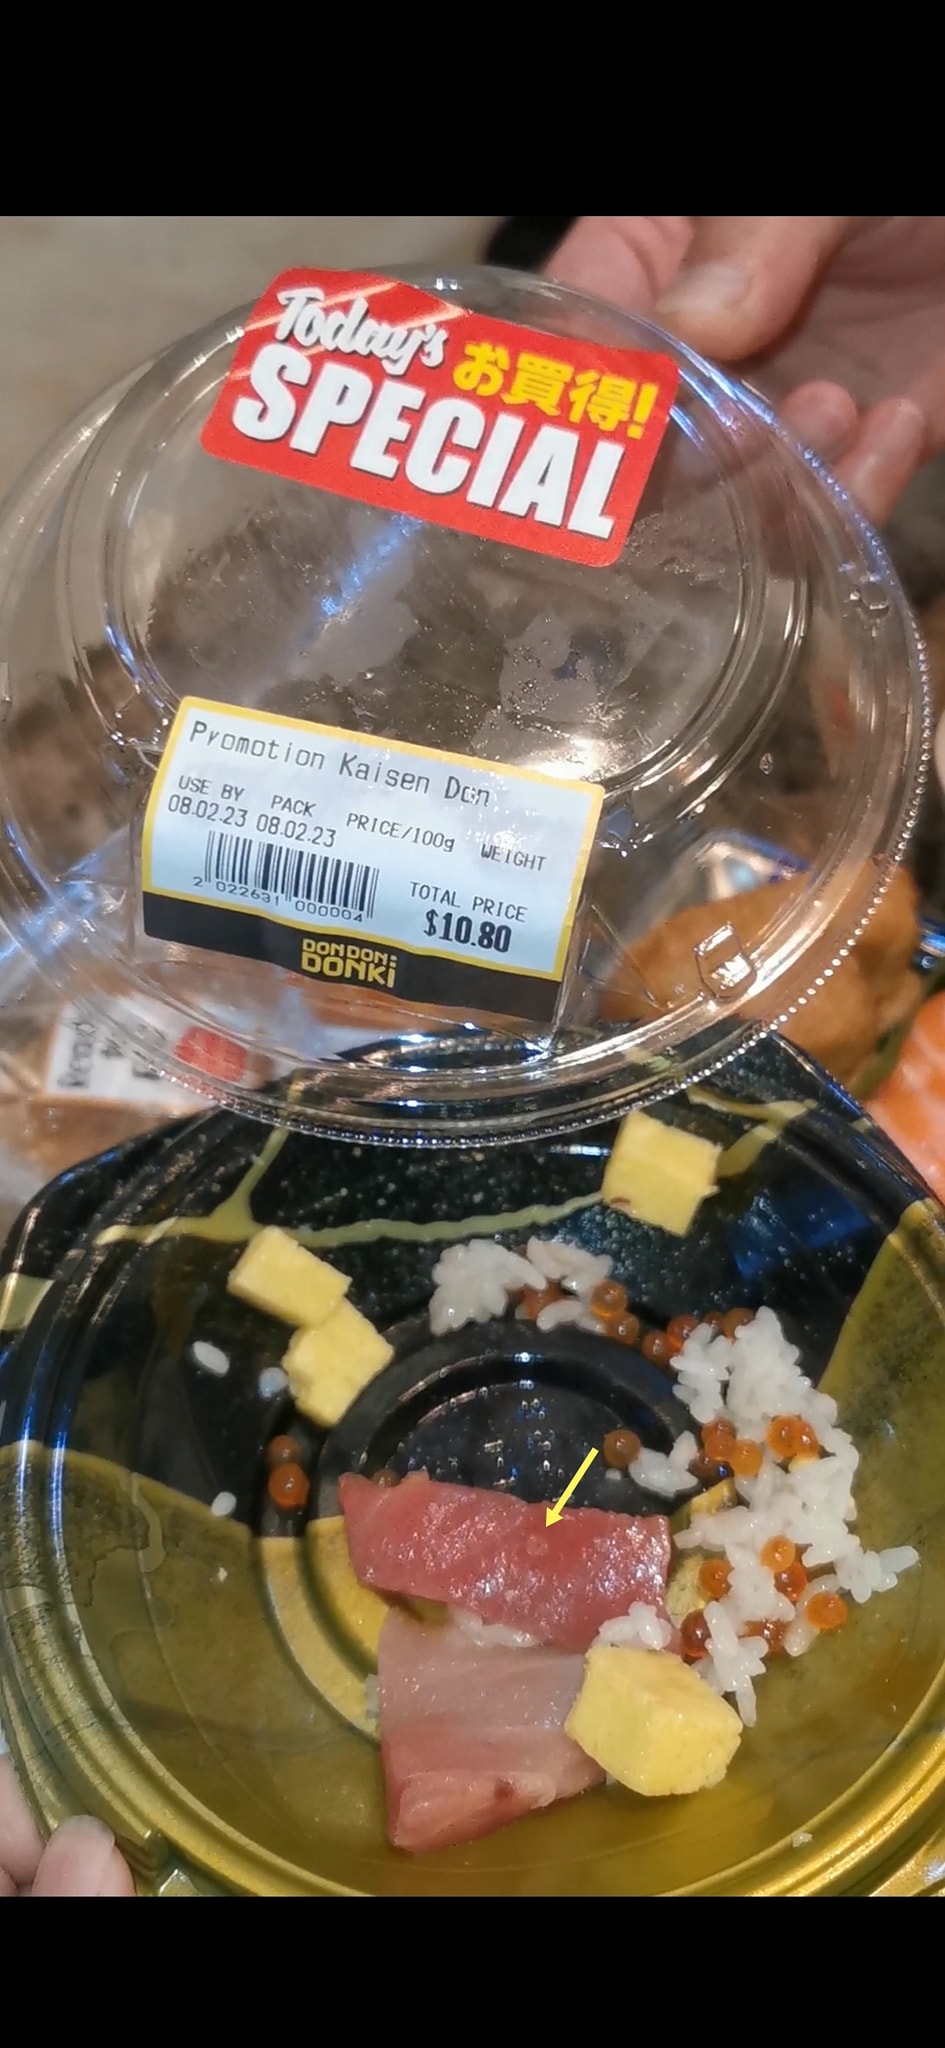 Today's お買得!
SPECIAL
Promotion Kaisen Don
USE BY PACK PRICE/100g WEIGHT
08.02.23 08.02.23
2 022631 000004
TOTAL PRICE
$10.80
DON DON:
DONKi